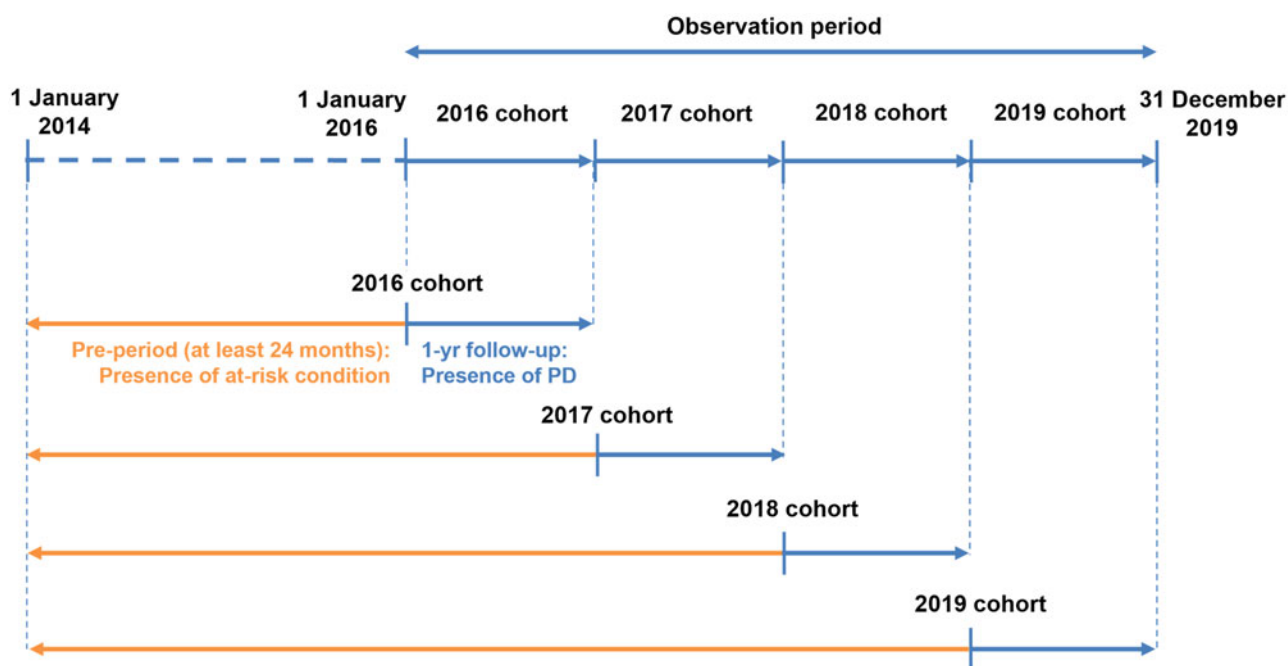 Observation period
1 January
2014
1 January
2016
2016 cohort
2017 cohort
2018 cohort
2019 cohort
31 December
2019
2016 cohort
Pre-period (at least 24 months):
Presence of at-risk condition
1-yr follow-up:
Presence of PD
2017 cohort
2018 cohort
2019 cohort